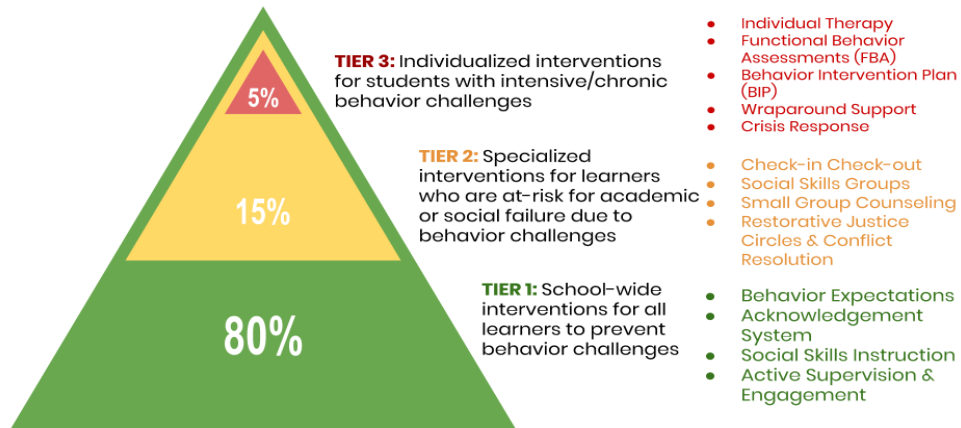 5%
TIER 3: Individualized interventions
for students with intensive/chronic
behavior challenges
• Individual Therapy
• Functional Behavior
Assessments (FBA)
• Behavior Intervention Plan
(BIP)
• Wraparound Support
• Crisis Response
15%
TIER 2: Specialized
interventions for learners
who are at-risk for academic
or social failure due to
behavior challenges
• Check-in Check-out
• Social Skills Groups
• Small Group Counseling
• Restorative Justice
Circles & Conflict
Resolution
80%
TIER 1: School-wide
interventions for all
learners to prevent
behavior challenges
• Behavior Expectations
• Acknowledgement
System
• Social Skills Instruction
• Active Supervision &
Engagement